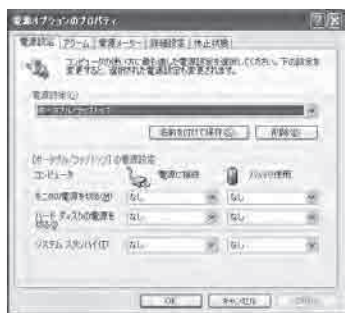 電源オプションのプロパティ
電源設定 アラーム 電源メーター 詳細設定 休止状態
コンピュータの使い方に最も適した電源設定を選択してください。下の設定を
変更すると、選択された電源設定も変更されます。
電源設定(C)
ポータブル/ラップトップ
名前を付けて保存(S) 削除(D)
[ポータブル/ラップトップ] の電源設定
コンピュータ 電源に接続 バッテリ使用
モニタの電源を切る(M) なし なし
ハード ディスクの電源を
切る(I) なし なし
システム スタンバイ(T) なし なし
OK キャンセル